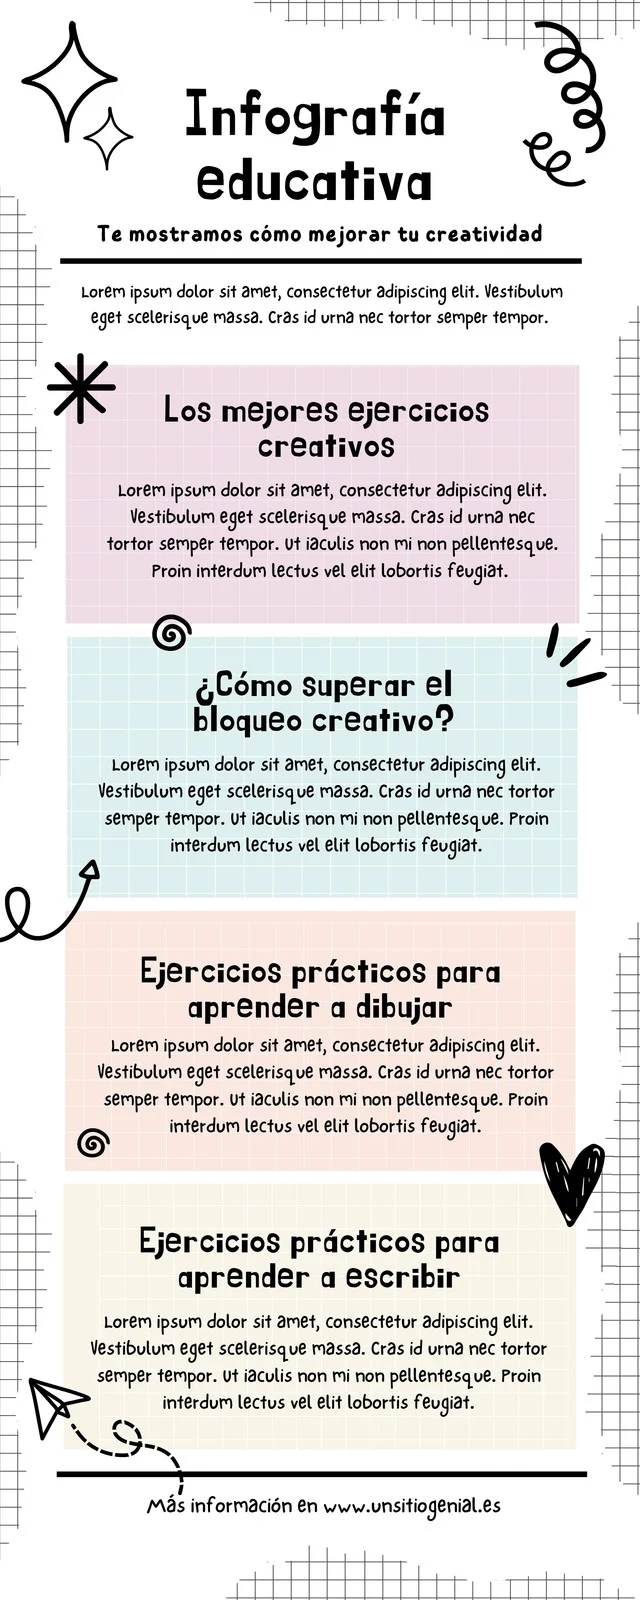 Infografía
educativa
Te mostramos cómo mejorar tu creatividad
Lorem ipsum dolor sit amet, consectetur adipiscing elit. Vestibulum
eget scelerisque massa. Cras id urna nec tortor semper tempor.
Los mejores ejercicios
creativos
Lorem ipsum dolor sit amet, consectetur adipiscing elit.
Vestibulum eget scelerisque massa. Cras id urna nec
tortor semper tempor. Ut iaculis non mi non pellentesque.
Proin interdum lectus vel elit lobortis feugiat.
¿Cómo superar el
bloqueo creativo?
Lorem ipsum dolor sit amet, consectetur adipiscing elit.
Vestibulum eget scelerisque massa. Cras id urna nec tortor
semper tempor. Ut iaculis non mi non pellentesque. Proin
interdum lectus vel elit lobortis feugiat.
Ejercicios prácticos para
aprender a dibujar
Lorem ipsum dolor sit amet, consectetur adipiscing elit.
Vestibulum eget scelerisque massa. Cras id urna nec tortor
semper tempor. Ut iaculis non mi non pellentesque. Proin
interdum lectus vel elit lobortis feugiat.
Ejercicios prácticos para
aprender a escribir
Lorem ipsum dolor sit amet, consectetur adipiscing elit.
Vestibulum eget scelerisque massa. Cras id urna nec tortor
semper tempor. Ut iaculis non mi non pellentesque. Proin
interdum lectus vel elit lobortis feugiat.
Más información en www.unsitiogenial.es